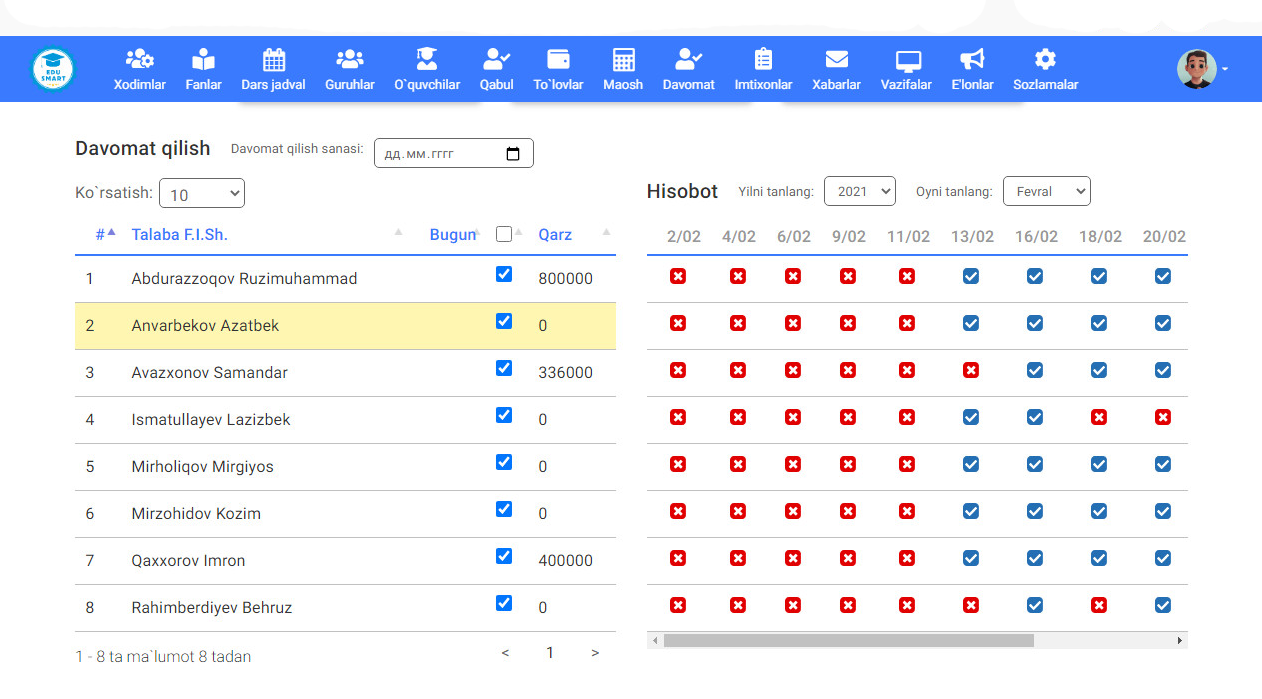 EDU
SMART
Xodimlar Fanlar Dars jadval Guruhlar O`quvchilar Qabul To`lovlar Maosh Davomat Imtixonlar Xabarlar Vazifalar E'lonlar Sozlamalar
Davomat qilish Davomat qilish sanasi: дд.мм.гггг
Ko`rsatish: 10
# Talaba F.I.Sh. Bugun Qarz
1 Abdurazzoqov Ruzimuhammad 800000
2 Anvarbekov Azatbek 0
3 Avazxonov Samandar 336000
4 Ismatullayev Lazizbek 0
5 Mirholiqov Mirgiyos 0
6 Mirzohidov Kozim 0
7 Qaxxorov Imron 400000
8 Rahimberdiyev Behruz 0
1 - 8 ta ma`lumot 8 tadan < 1 >
Hisobot Yilni tanlang: 2021 Oyni tanlang: Fevral
2/02 4/02 6/02 9/02 11/02 13/02 16/02 18/02 20/02